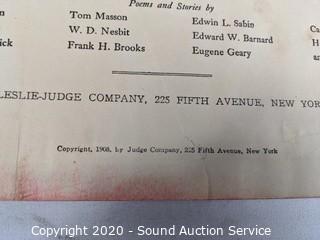 Poems and Stories by
Tom Masson
Edwin L. Sabin
W. D. Nesbit
Edward W. Barnard
Frank H. Brooks
Eugene Geary
LESLIE-JUDGE COMPANY, 225 FIFTH AVENUE, NEW YOR
Copyright, 1908, by Judge Company, 225 Fifth Avenue, New York
Copyright © 2020 - Sound Auction Service